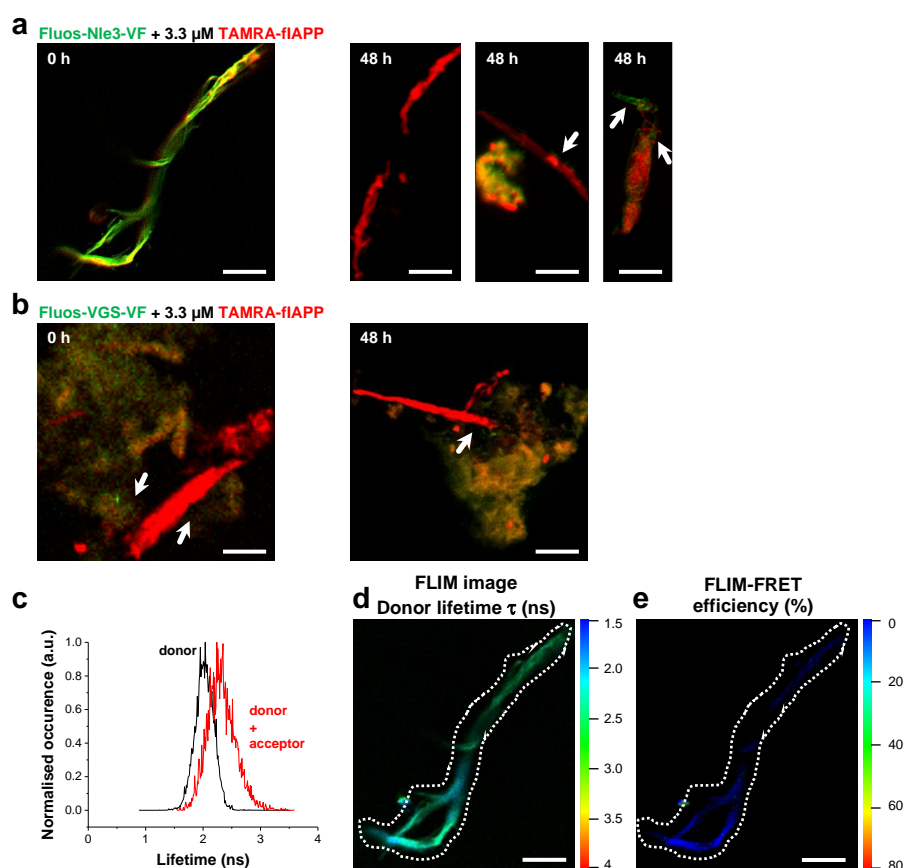 a
Fluos-Nle3-VF + 3.3 µM TAMRA-fIAPP
0 h
48 h
48 h
48 h
b
Fluos-VGS-VF + 3.3 µM TAMRA-fIAPP
0 h
48 h
c
Normalised occurence (a.u.)
1.0
0.8
0.6
0.4
0.2
0.0
donor
donor
+
acceptor
0 1 2 3 4
Lifetime (ns)
d
FLIM image
Donor lifetime τ (ns)
1.5
2.0
2.5
3.0
3.5
4
e
FLIM-FRET
efficiency (%)
0
20
40
60
80